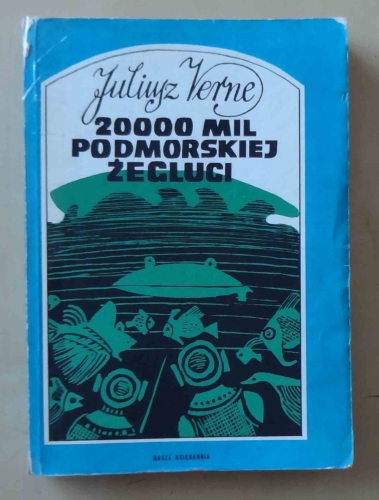 Juliusz Verne
20000 MIL
PODMORSKIEJ
ŻEGLUGI
NASZA KSIĘGARNIA